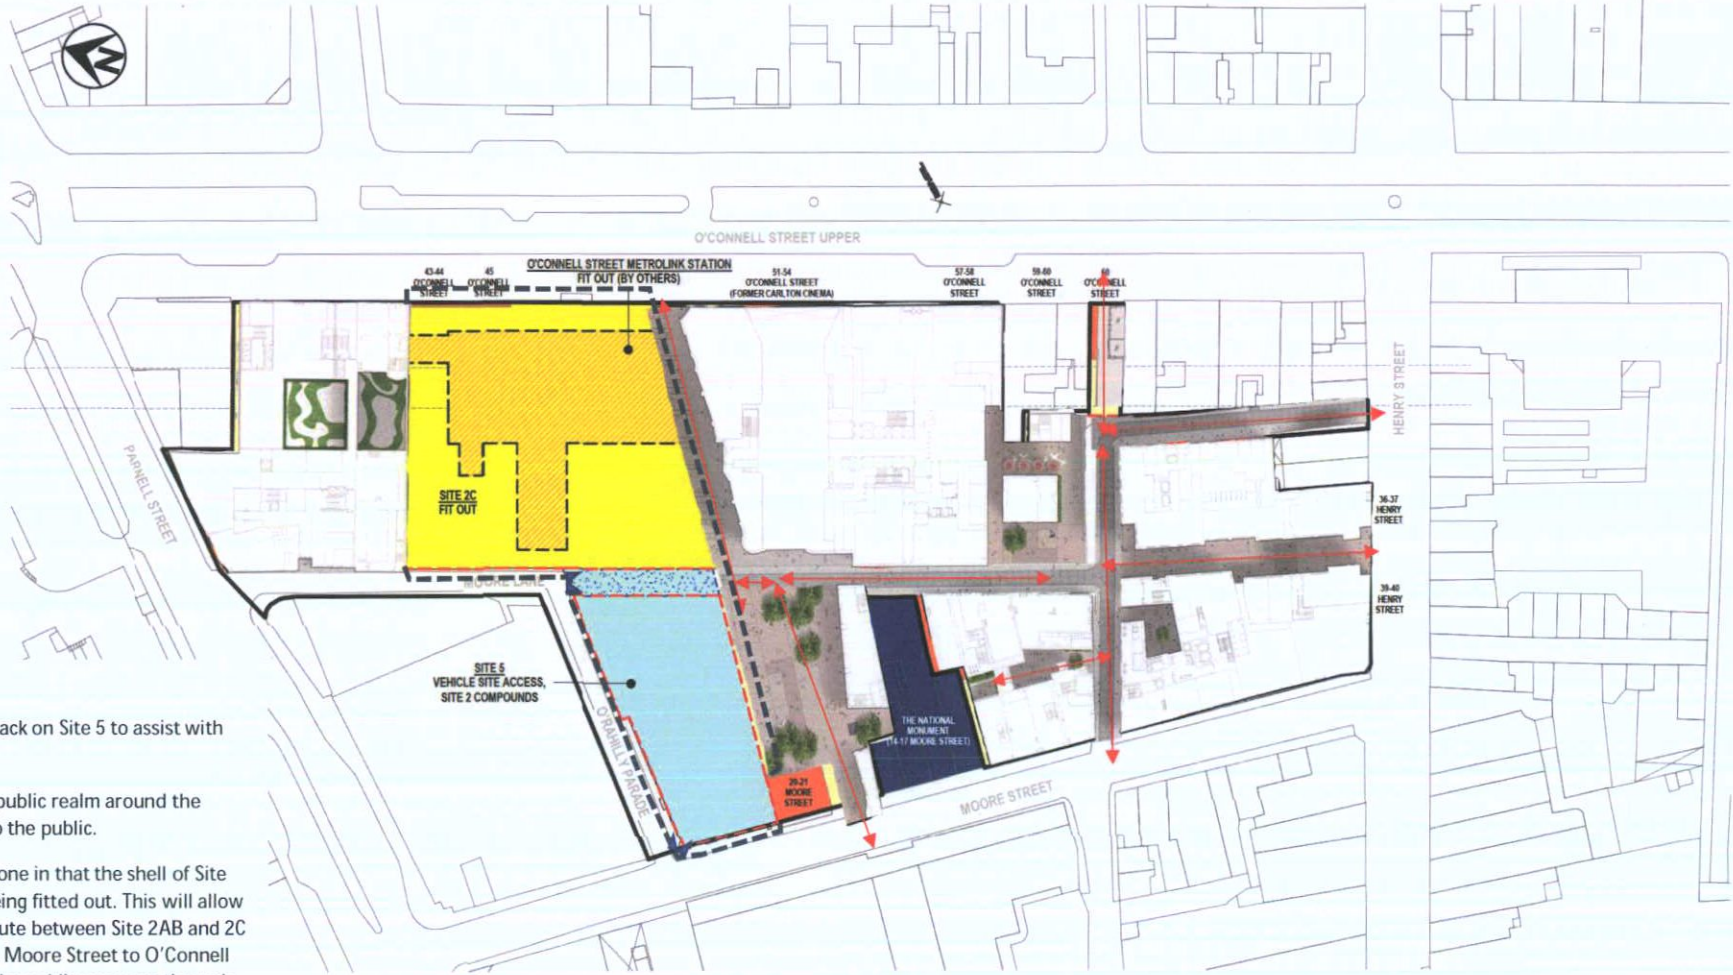 N
O'CONNELL STREET UPPER
O'CONNELL STREET METROLINK STATION
FIT OUT (BY OTHERS)
43-44
O'CONNELL
STREET
45
O'CONNELL
STREET
51-54
O'CONNELL STREET
(FORMER CARLTON CINEMA)
57-58
O'CONNELL
STREET
59-60
O'CONNELL
STREET
60
O'CONNELL
STREET
HENRY STREET
PARNELL STREET
SITE 2C
FIT OUT
36-37
HENRY
STREET
MOORE LANE
39-40
HENRY
STREET
SITE 5
VEHICLE SITE ACCESS,
SITE 2 COMPOUNDS
O'RAHILLY PARADE
THE NATIONAL
MONUMENT
(14-17 MOORE STREET)
20-21
MOORE
STREET
MOORE STREET
ack on Site 5 to assist with
public realm around the
o the public.
one in that the shell of Site
eing fitted out. This will allow
ute between Site 2AB and 2C
Moore Street to O'Connell